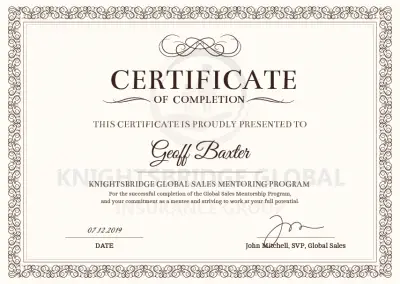 CERTIFICATE
OF COMPLETION
THIS CERTIFICATE IS PROUDLY PRESENTED TO
Geoff Baxter
KNIGHTSBRIDGE GLOBAL
KNIGHTSBRIDGE GLOBAL SALES MENTORING PROGRAM
For the successful completion of the Global Sales Mentorship Program,
and your commitment as a mentee and striving to work at your full potential.
INSURANCE GROUP
07.12.2019
DATE
John Mitchell, SVP, Global Sales